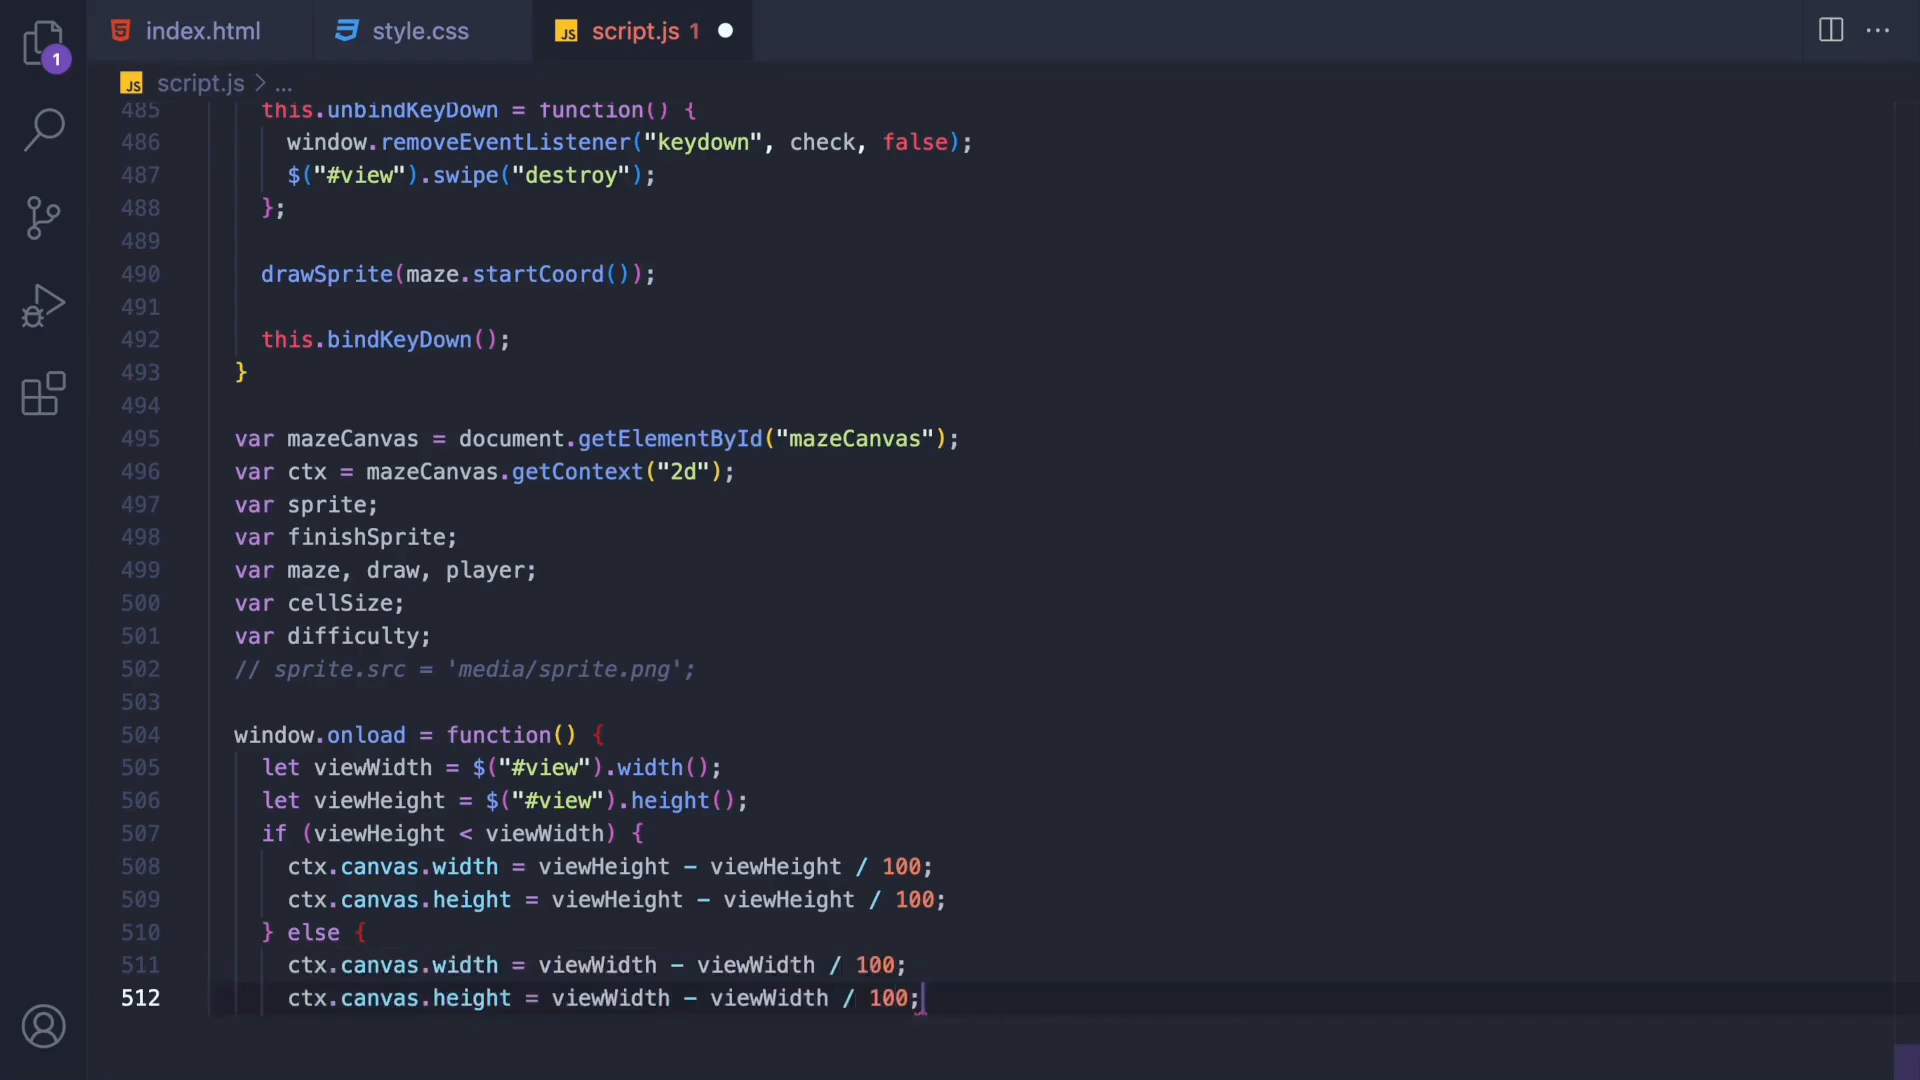 index.html
style.css
JS script.js 1
1
JS script.js > ...
485 this.unbindKeyDown = function() {
486 window.removeEventListener("keydown", check, false);
487 $("#view").swipe("destroy");
488 };
489
490 drawSprite(maze.startCoord());
491
492 this.bindKeyDown();
493 }
494
495 var mazeCanvas = document.getElementById("mazeCanvas");
496 var ctx = mazeCanvas.getContext("2d");
497 var sprite;
498 var finishSprite;
499 var maze, draw, player;
500 var cellSize;
501 var difficulty;
502 // sprite.src = 'media/sprite.png';
503
504 window.onload = function() {
505 let viewWidth = $("#view").width();
506 let viewHeight = $("#view").height();
507 if (viewHeight < viewWidth) {
508 ctx.canvas.width = viewHeight - viewHeight / 100;
509 ctx.canvas.height = viewHeight - viewHeight / 100;
510 } else {
511 ctx.canvas.width = viewWidth - viewWidth / 100;
512 ctx.canvas.height = viewWidth - viewWidth / 100;